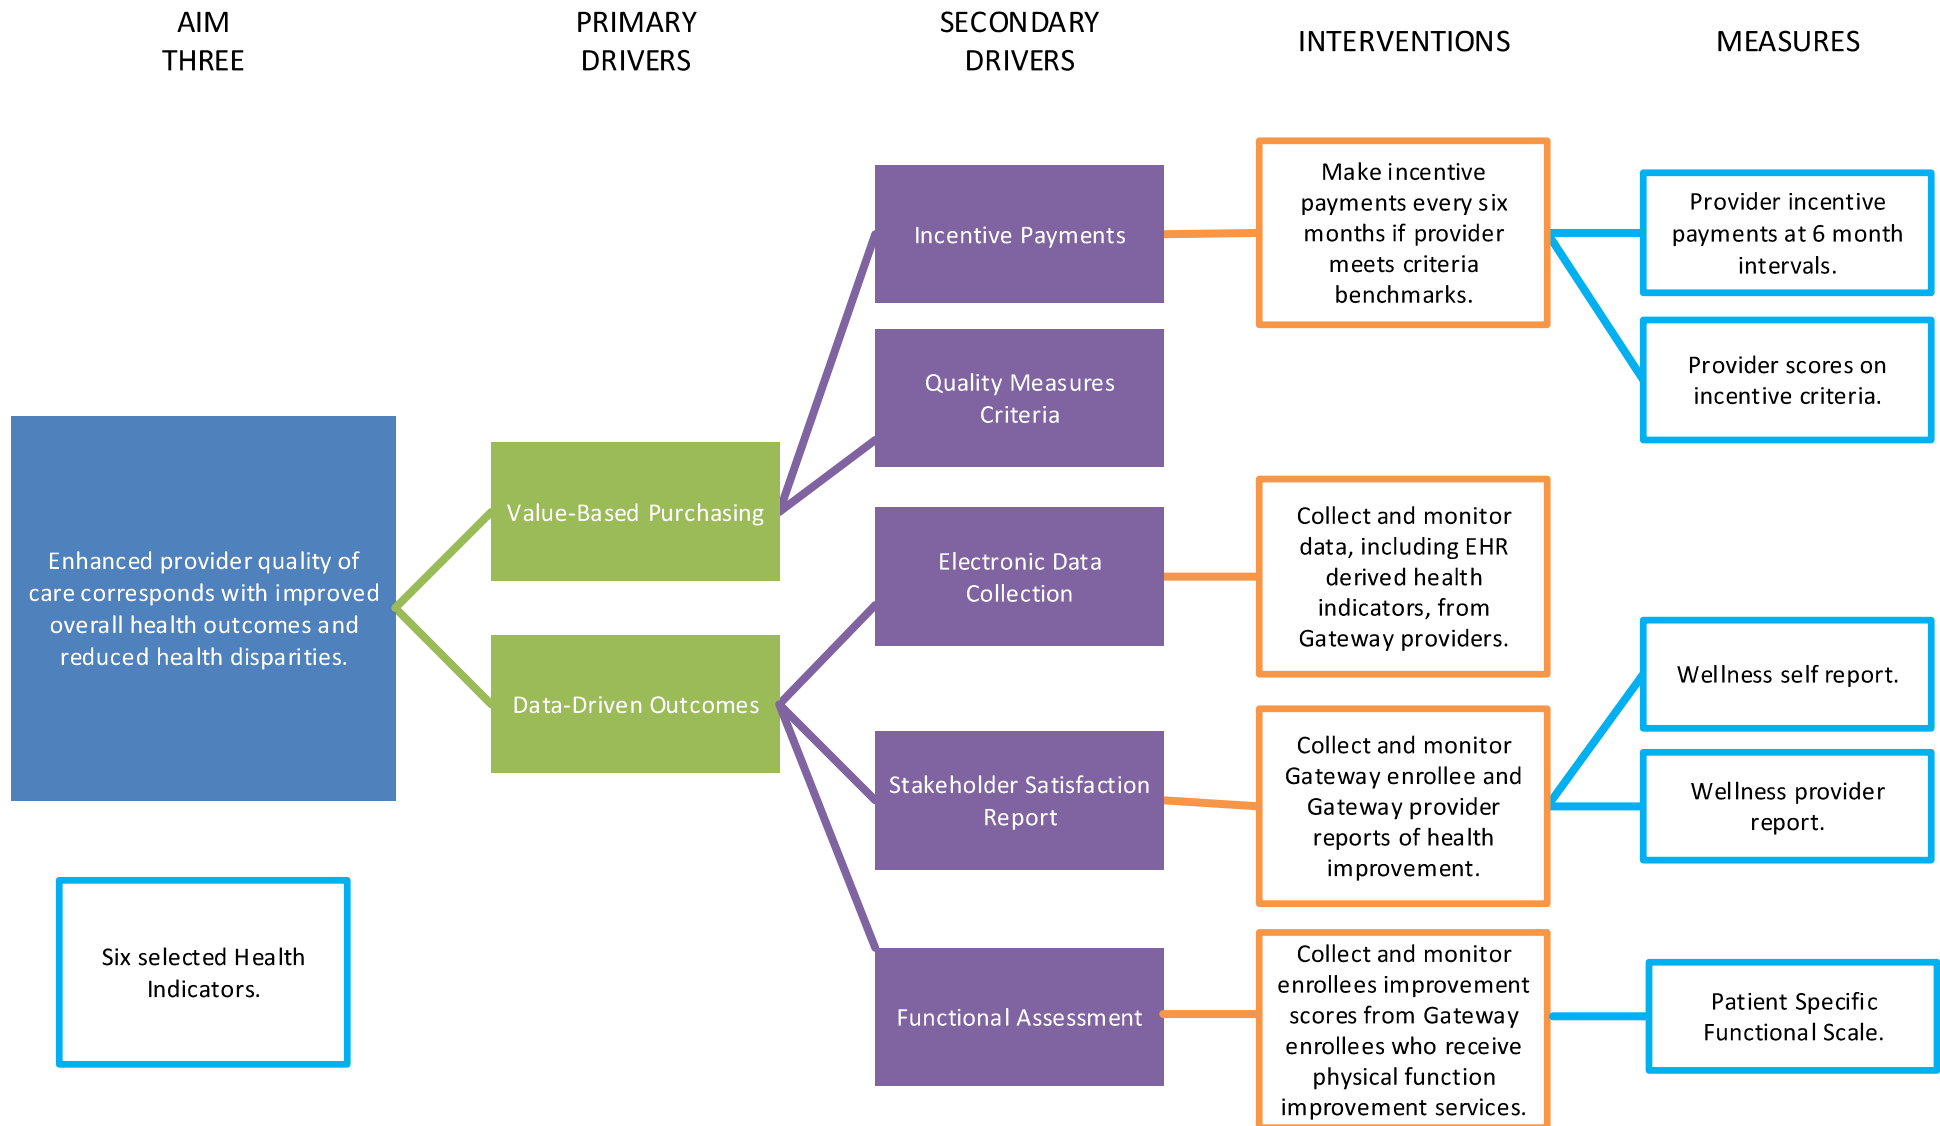 AIM
THREE
PRIMARY
DRIVERS
SECONDARY
DRIVERS
INTERVENTIONS
MEASURES
Enhanced provider quality of
care corresponds with improved
overall health outcomes and
reduced health disparities.
Six selected Health
Indicators.
Value-Based Purchasing
Data-Driven Outcomes
Incentive Payments
Quality Measures
Criteria
Electronic Data
Collection
Stakeholder Satisfaction
Report
Functional Assessment
Make incentive
payments every six
months if provider
meets criteria
benchmarks.
Collect and monitor
data, including EHR
derived health
indicators, from
Gateway providers.
Collect and monitor
Gateway enrollee and
Gateway provider
reports of health
improvement.
Collect and monitor
enrollees improvement
scores from Gateway
enrollees who receive
physical function
improvement services.
Provider incentive
payments at 6 month
intervals.
Provider scores on
incentive criteria.
Wellness self report.
Wellness provider
report.
Patient Specific
Functional Scale.